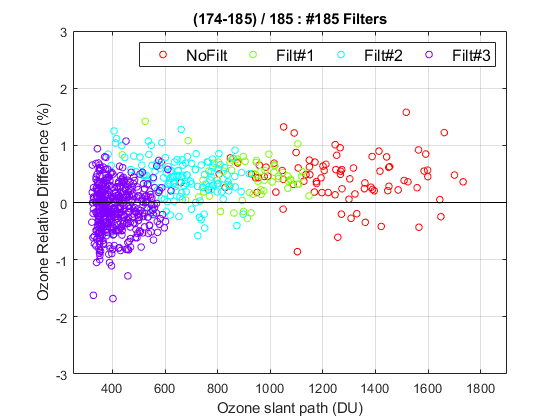 (174-185) / 185 : #185 Filters
NoFilt Filt#1 Filt#2 Filt#3
Ozone Relative Difference (%)
3
2
1
0
-1
-2
-3
400 600 800 1000 1200 1400 1600 1800
Ozone slant path (DU)